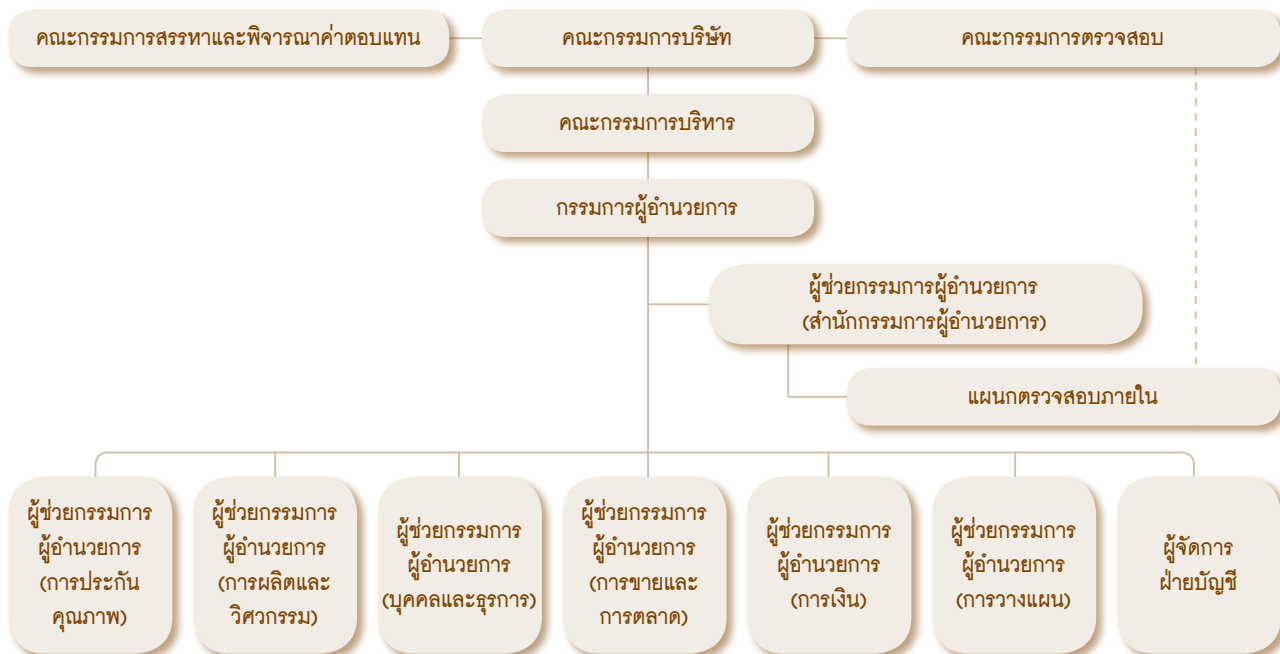 คณะกรรมการสรรหาและพิจารณาค่าตอบแทน
คณะกรรมการบริษัท
คณะกรรมการตรวจสอบ
คณะกรรมการบริหาร
กรรมการผู้อำนวยการ
ผู้ช่วยกรรมการผู้อำนวยการ
(สำนักกรรมการผู้อำนวยการ)
แผนกตรวจสอบภายใน
ผู้ช่วยกรรมการ
ผู้อำนวยการ
(การประกัน
คุณภาพ)
ผู้ช่วยกรรมการ
ผู้อำนวยการ
(การผลิตและ
วิศวกรรม)
ผู้ช่วยกรรมการ
ผู้อำนวยการ
(บุคคลและธุรการ)
ผู้ช่วยกรรมการ
ผู้อำนวยการ
(การขายและ
การตลาด)
ผู้ช่วยกรรมการ
ผู้อำนวยการ
(การเงิน)
ผู้ช่วยกรรมการ
ผู้อำนวยการ
(การวางแผน)
ผู้จัดการ
ฝ่ายบัญชี